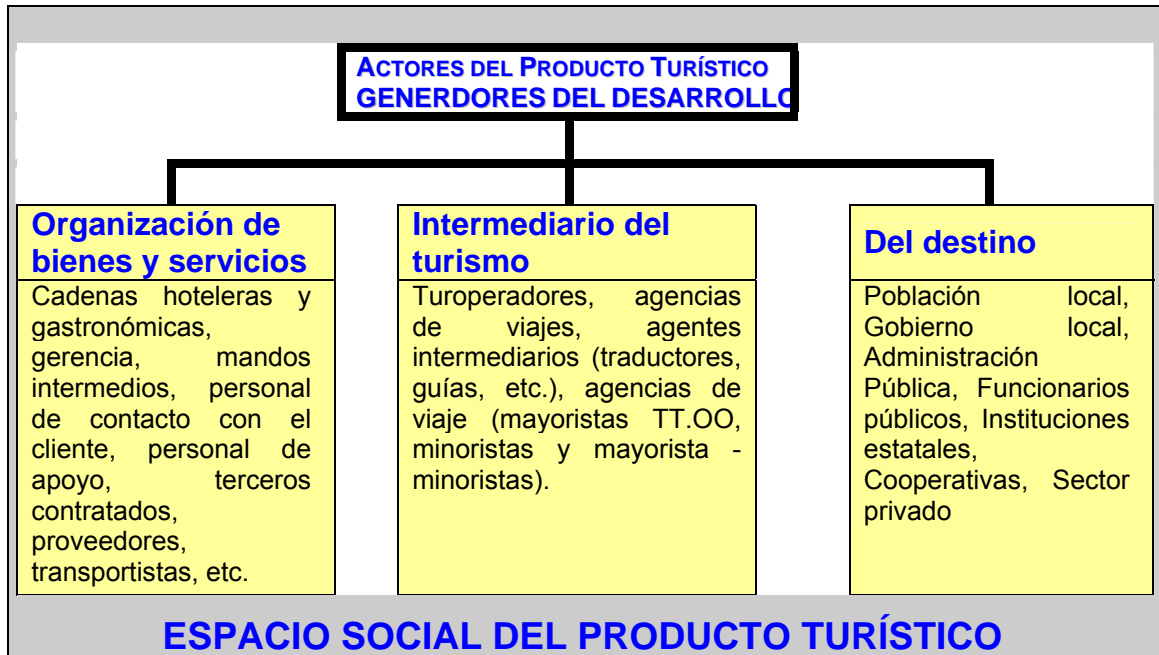 ACTORES DEL PRODUCTO TURÍSTICO
GENERDORES DEL DESARROLLO
Organización de
bienes y servicios
Cadenas hoteleras y
gastronómicas,
gerencia, mandos
intermedios, personal
de contacto con el
cliente, personal de
apoyo, terceros
contratados,
proveedores,
transportistas, etc.
Intermediario del
turismo
Turoperadores, agencias
de viajes, agentes
intermediarios (traductores,
guías, etc.), agencias de
viaje (mayoristas TT.OO,
minoristas y mayorista -
minoristas).
Del destino
Población local,
Gobierno local,
Administración
Pública, Funcionarios
públicos, Instituciones
estatales,
Cooperativas, Sector
privado
ESPACIO SOCIAL DEL PRODUCTO TURÍSTICO